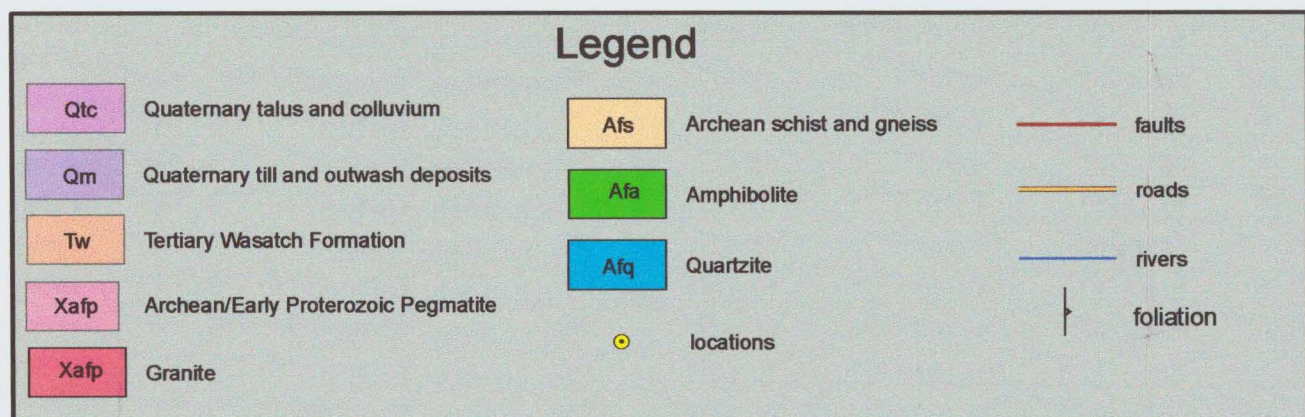 Legend
Qtc Quaternary talus and colluvium
Qm Quaternary till and outwash deposits
Tw Tertiary Wasatch Formation
Xafp Archean/Early Proterozoic Pegmatite
Xafp Granite
Afs Archean schist and gneiss
Afa Amphibolite
Afq Quartzite
locations
faults
roads
rivers
foliation